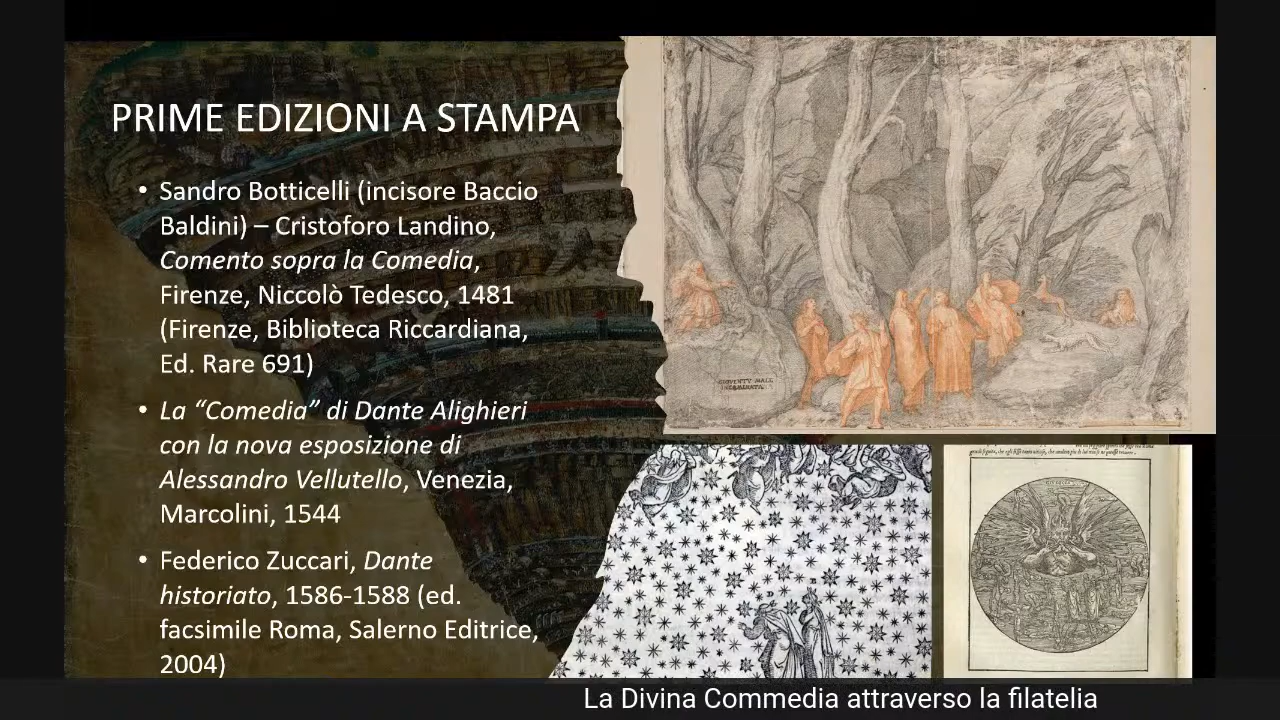 PRIME EDIZIONI A STAMPA
• Sandro Botticelli (incisore Baccio
Baldini) – Cristoforo Landino,
Comento sopra la Comedia,
Firenze, Niccolò Tedesco, 1481
(Firenze, Biblioteca Riccardiana,
Ed. Rare 691)
• La “Comedia” di Dante Alighieri
con la nova esposizione di
Alessandro Vellutello, Venezia,
Marcolini, 1544
• Federico Zuccari, Dante
historiato, 1586-1588 (ed.
facsimile Roma, Salerno Editrice,
2004)
La Divina Commedia attraverso la filatelia